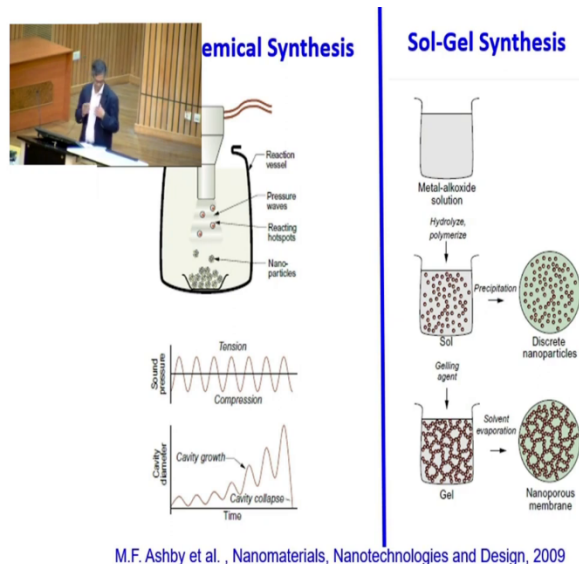 emical Synthesis
Reaction
vessel
Pressure
waves
Reacting
hotspots
Nano-
particles
Sound
pressure
Tension
Compression
Cavity
diameter
Cavity growth
Cavity collapse
Time
Sol-Gel Synthesis
Metal-alkoxide
solution
Hydrolyze,
polymerize
Precipitation
Sol
Discrete
nanoparticles
Gelling
agent
Solvent
evaporation
Gel
Nanoporous
membrane
M.F. Ashby et al. , Nanomaterials, Nanotechnologies and Design, 2009